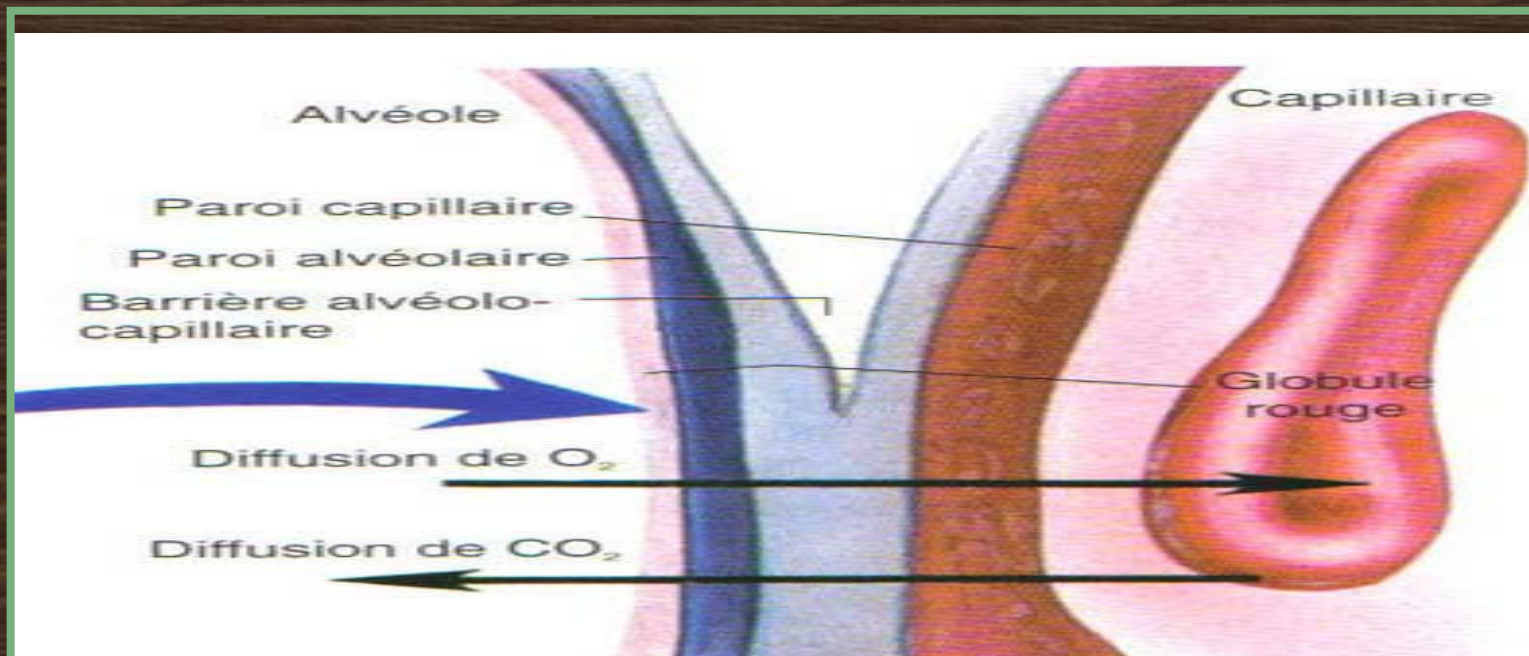 Alvéole
Capillaire
Paroi capillaire
Paroi alvéolaire
Barrière alvéolo-
capillaire
Globule
rouge
Diffusion de O₂
Diffusion de CO₂